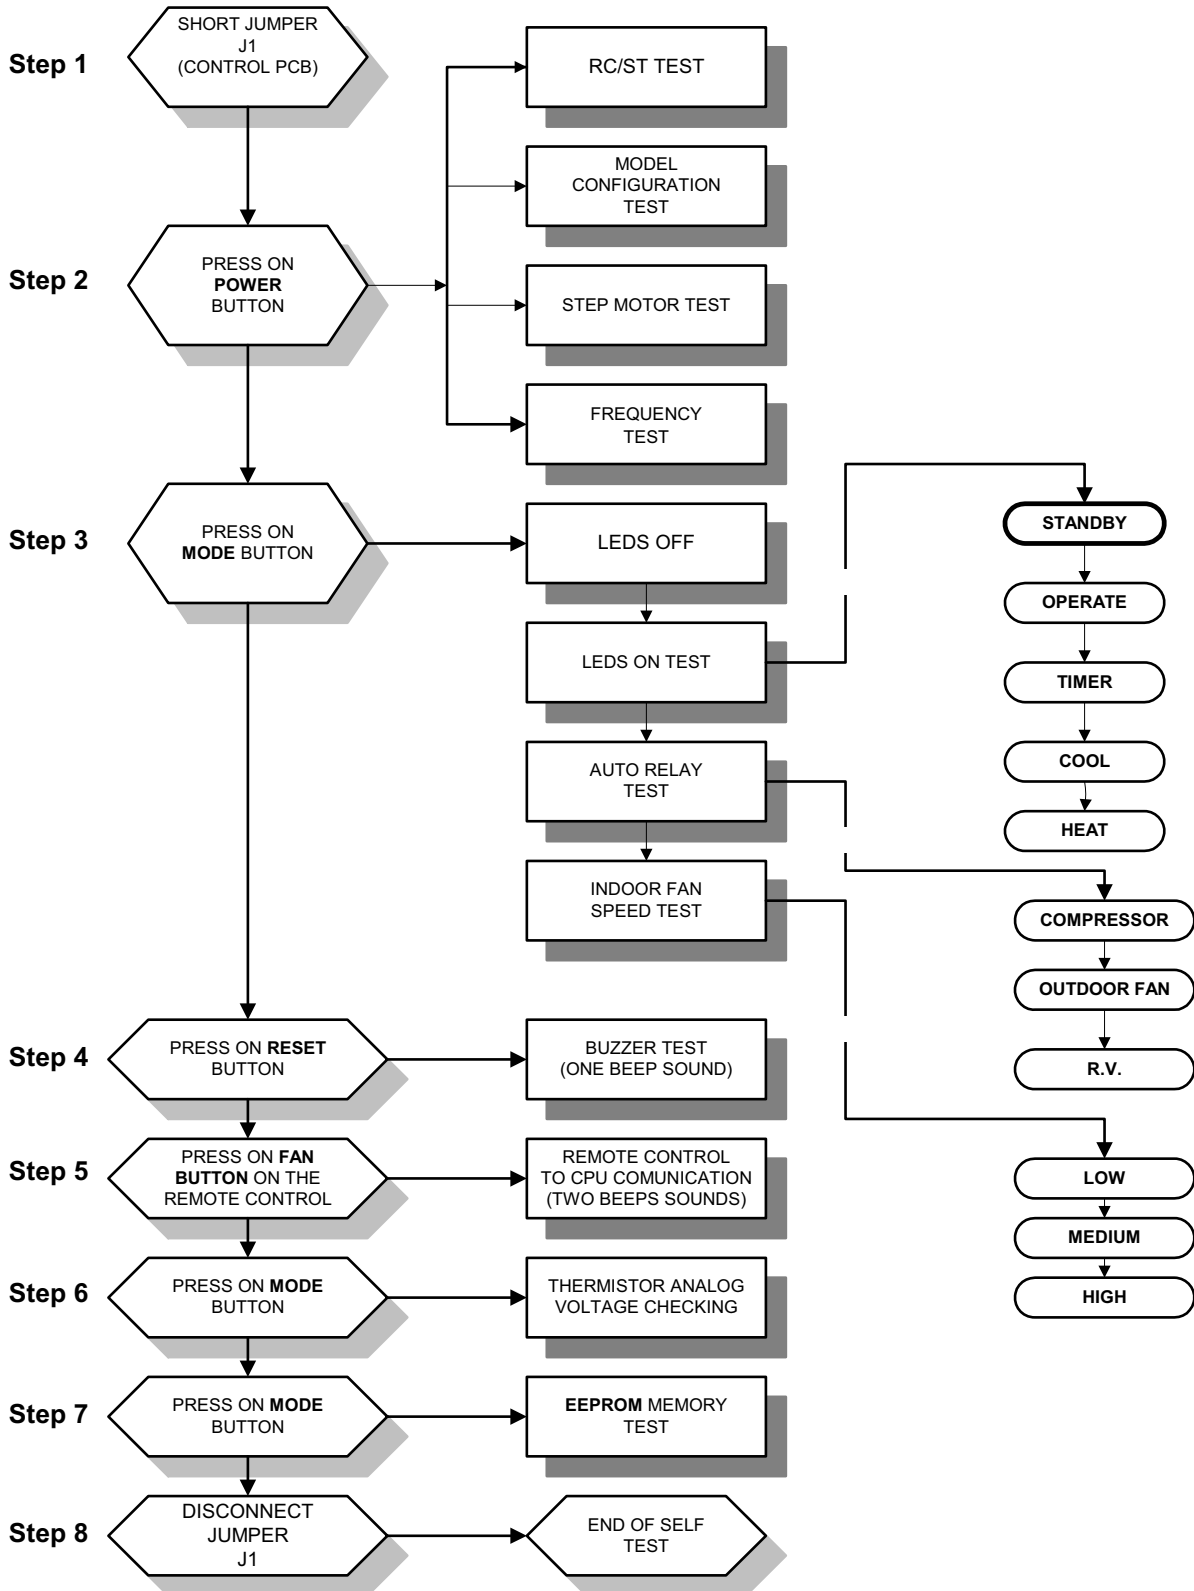 Step 1
SHORT JUMPER
J1
(CONTROL PCB)
RC/ST TEST
MODEL
CONFIGURATION
TEST
Step 2
PRESS ON
POWER
BUTTON
STEP MOTOR TEST
FREQUENCY
TEST
Step 3
PRESS ON
MODE BUTTON
LEDS OFF
LEDS ON TEST
AUTO RELAY
TEST
INDOOR FAN
SPEED TEST
STANDBY
OPERATE
TIMER
COOL
HEAT
COMPRESSOR
OUTDOOR FAN
R.V.
LOW
MEDIUM
HIGH
Step 4
PRESS ON RESET
BUTTON
BUZZER TEST
(ONE BEEP SOUND)
Step 5
PRESS ON FAN
BUTTON ON THE
REMOTE CONTROL
REMOTE CONTROL
TO CPU COMUNICATION
(TWO BEEPS SOUNDS)
Step 6
PRESS ON MODE
BUTTON
THERMISTOR ANALOG
VOLTAGE CHECKING
Step 7
PRESS ON MODE
BUTTON
EEPROM MEMORY
TEST
Step 8
DISCONNECT
JUMPER
J1
END OF SELF
TEST